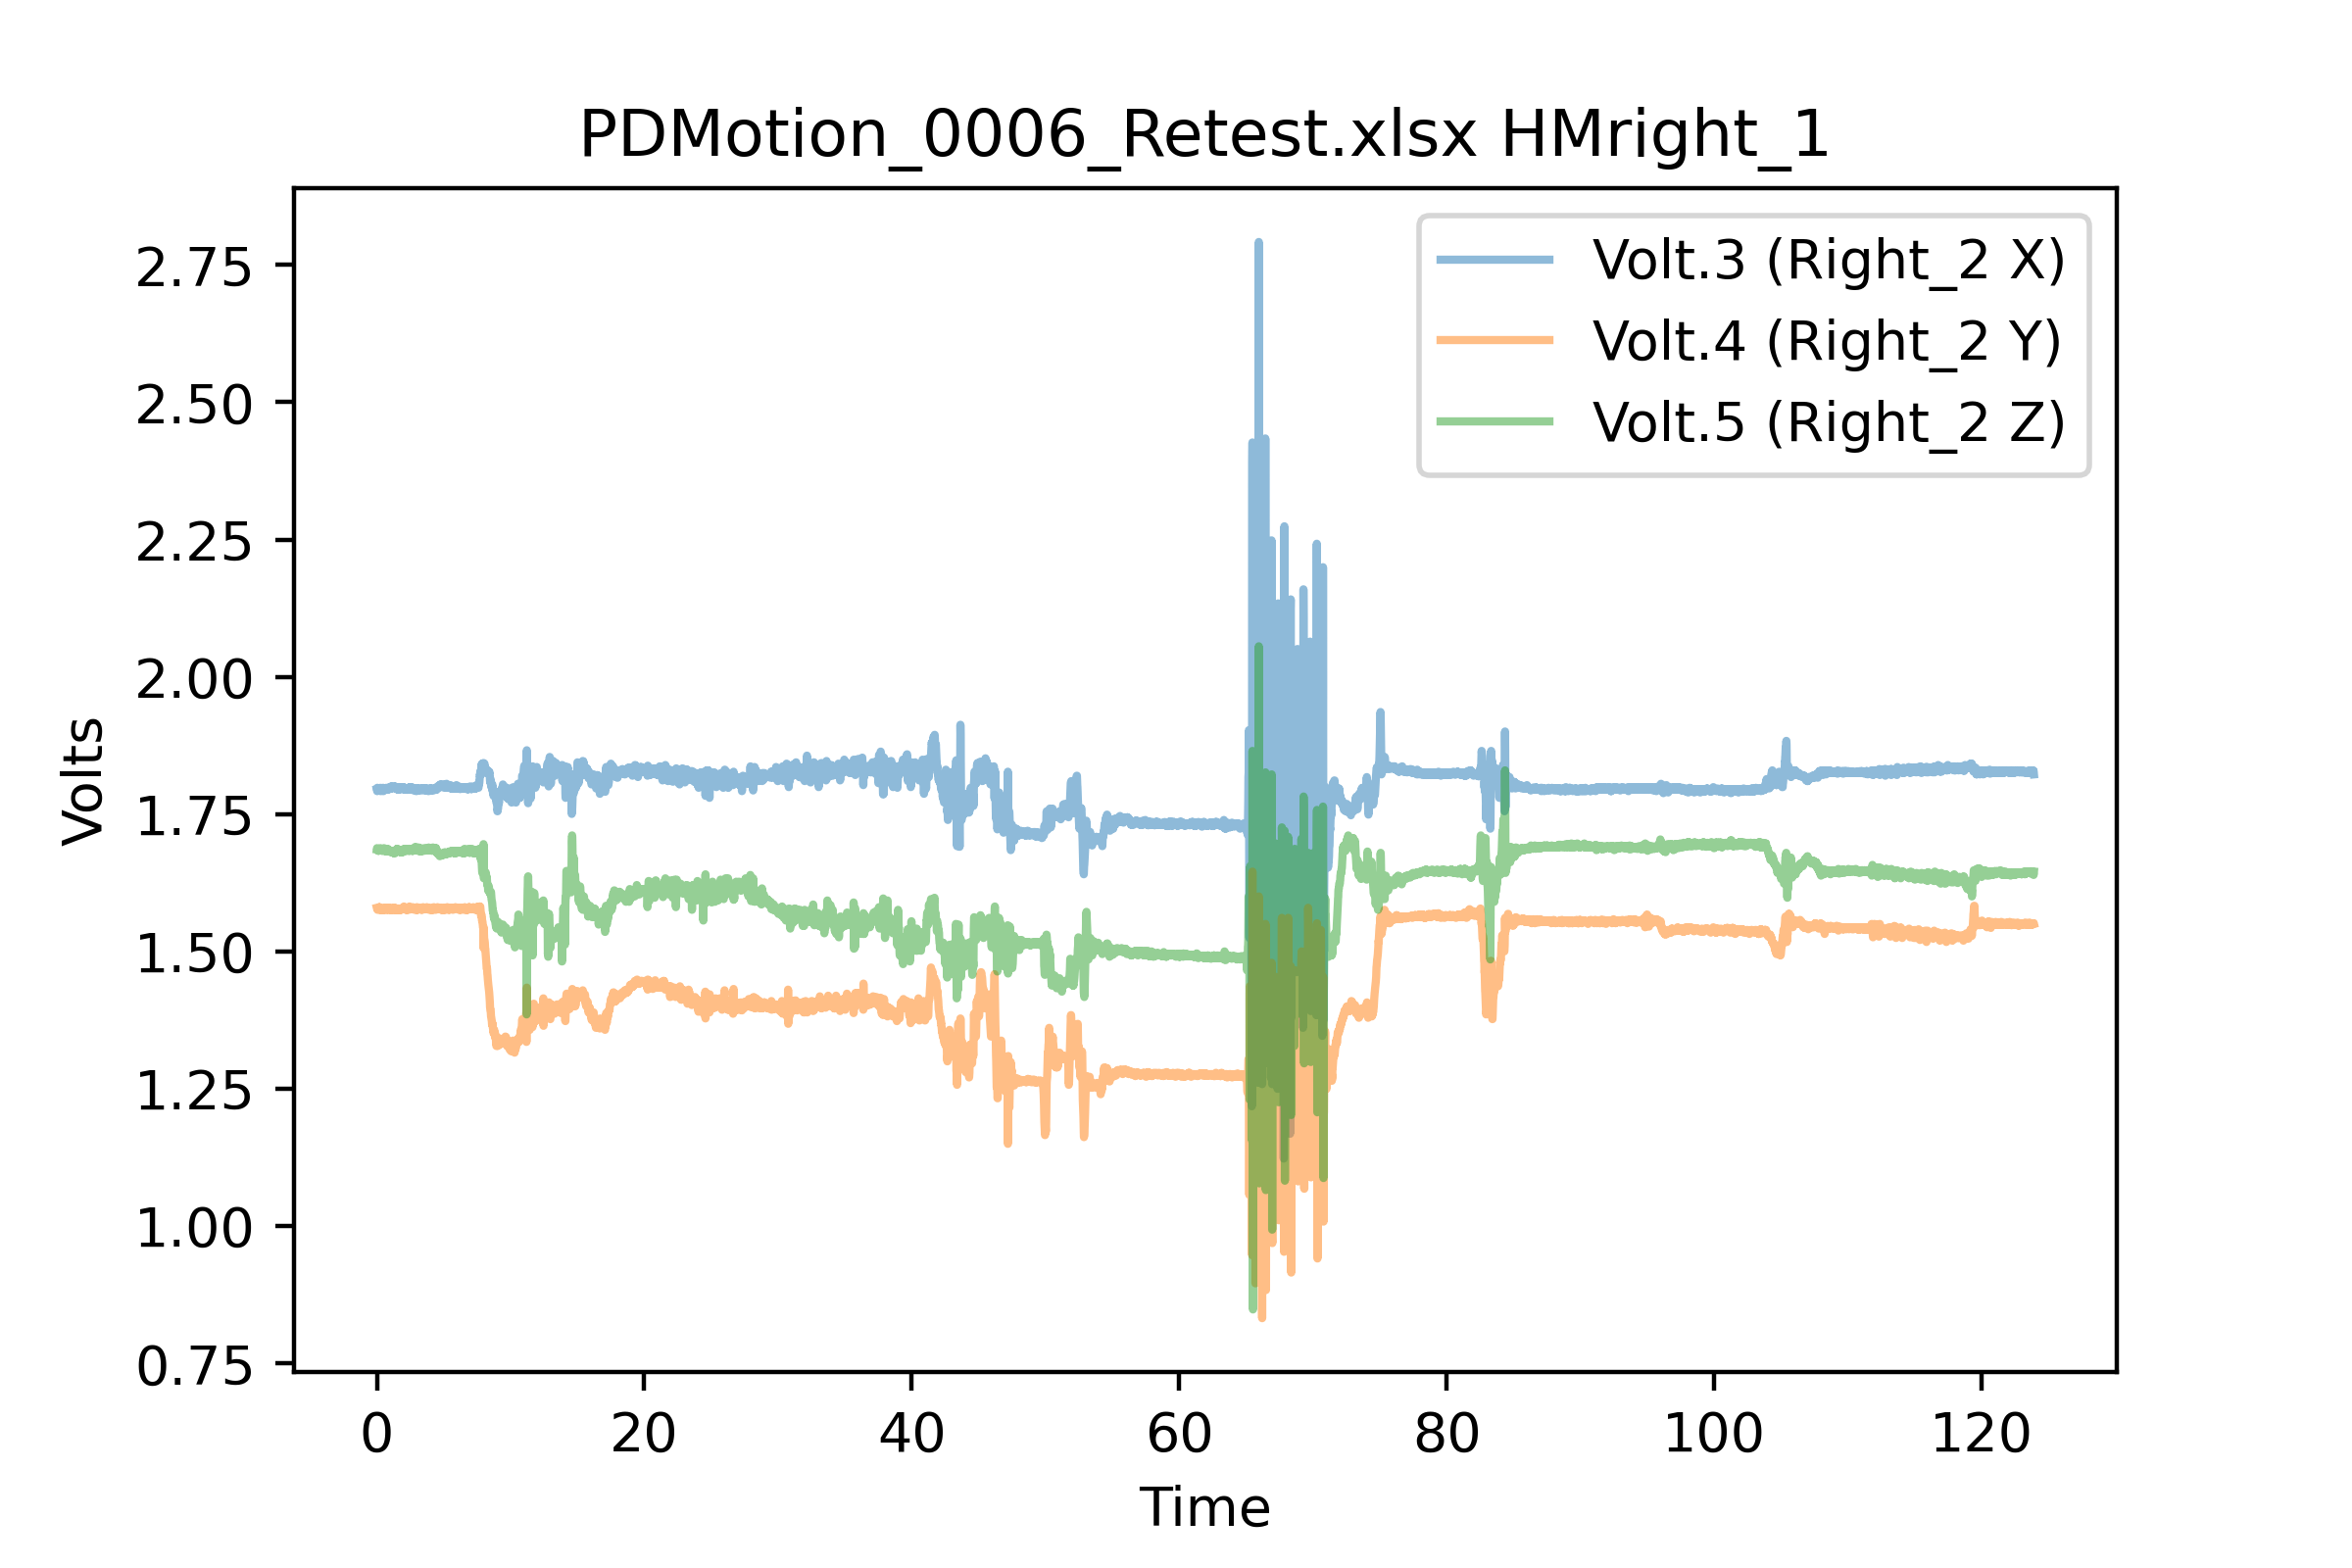 PDMotion_0006_Retest.xlsx HMright_1
Volt.3 (Right_2 X)
Volt.4 (Right_2 Y)
Volt.5 (Right_2 Z)
2.75
2.50
2.25
2.00
1.75
1.50
1.25
1.00
0.75
Volts
0 20 40 60 80 100 120
Time